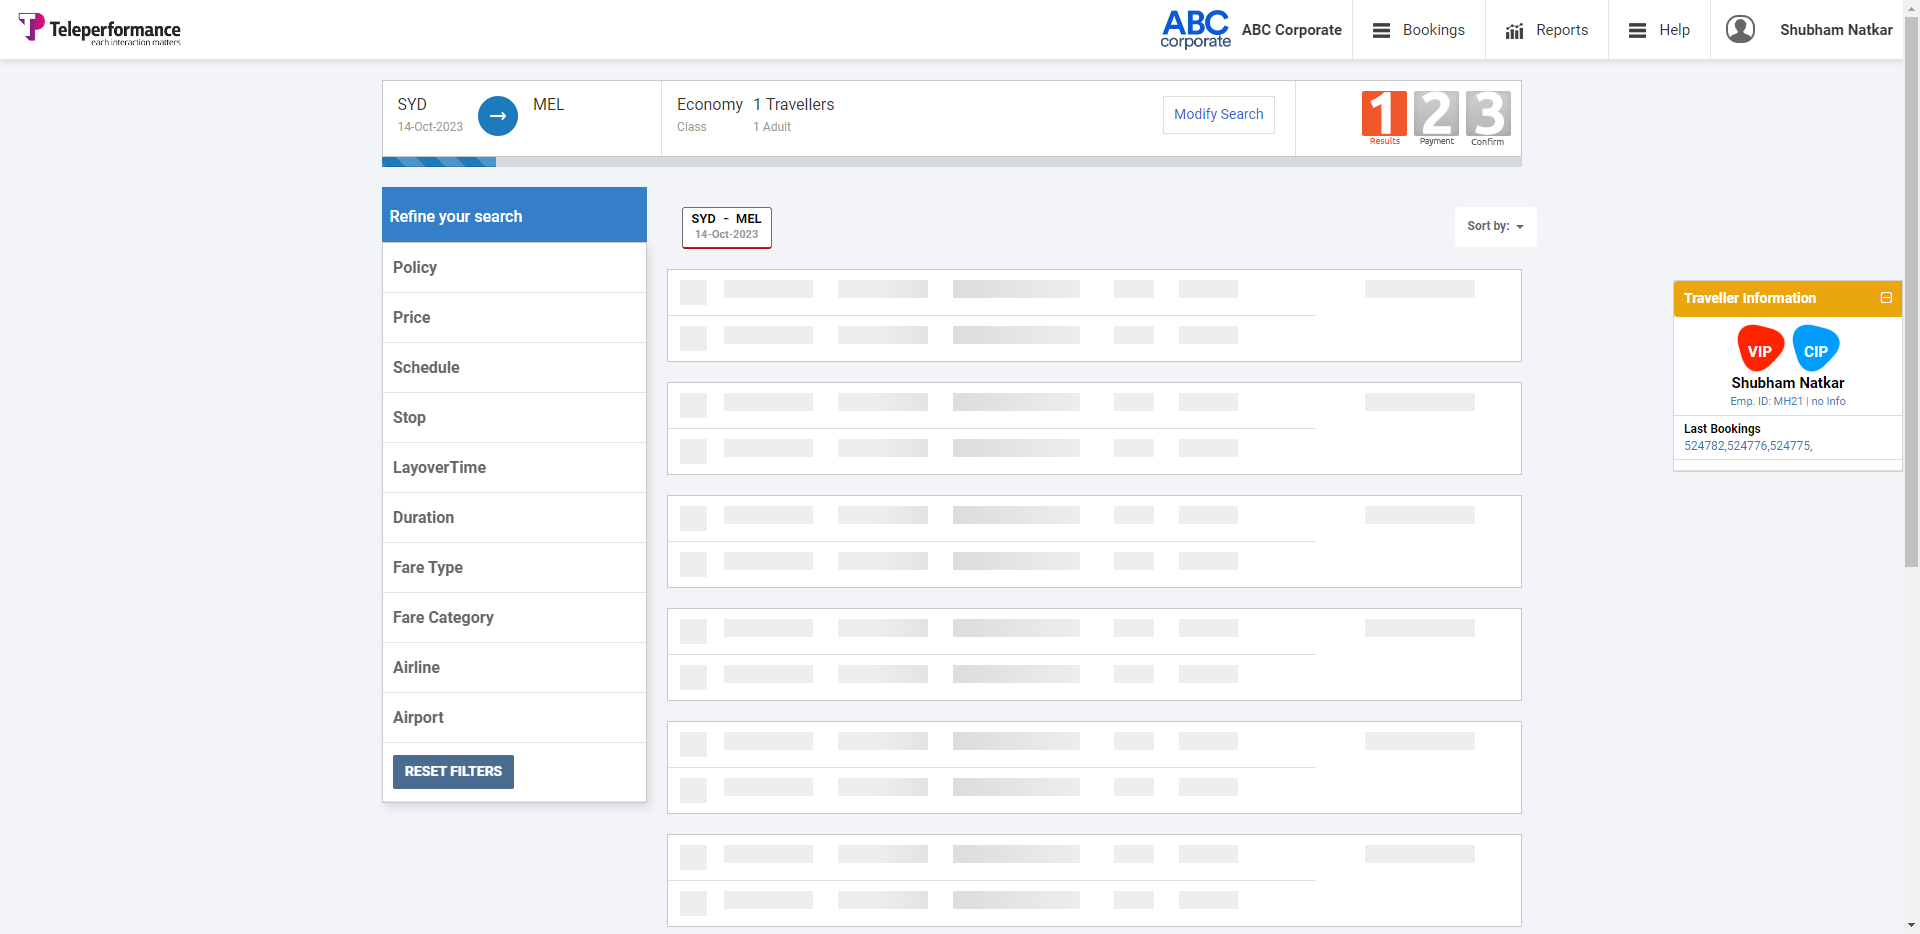 Teleperformance
each interaction matters
ABC
corporate
ABC Corporate
Bookings
Reports
Help
Shubham Natkar
SYD
14-Oct-2023
MEL
Economy
Class
1 Travellers
1 Adult
Modify Search
1
Results
2
Payment
3
Confirm
Refine your search
Policy
Price
Schedule
Stop
LayoverTime
Duration
Fare Type
Fare Category
Airline
Airport
RESET FILTERS
SYD - MEL
14-Oct-2023
Sort by:
Traveller Information
VIP CIP
Shubham Natkar
Emp. ID: MH21 | no Info
Last Bookings
524782,524776,524775,